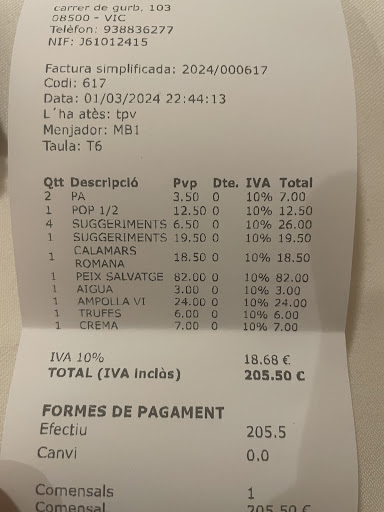 carrer de gurb, 103
08500 - VIC
Telèfon: 938836277
NIF: J61012415
Factura simplificada: 2024/000617
Codi: 617
Data: 01/03/2024 22:44:13
L´ha atès: tpv
Menjador: MB1
Taula: T6
Qtt Descripció Pvp Dte. IVA Total
2 PA 3.50 0 10% 7.00
1 POP 1/2 12.50 0 10% 12.50
4 SUGGERIMENTS 6.50 0 10% 26.00
1 SUGGERIMENTS 19.50 0 10% 19.50
1 CALAMARS ROMANA 18.50 0 10% 18.50
1 PEIX SALVATGE 82.00 0 10% 82.00
1 AIGUA 3.00 0 10% 3.00
1 AMPOLLA VI 24.00 0 10% 24.00
1 TRUFES 6.00 0 10% 6.00
1 CREMA 7.00 0 10% 7.00
IVA 10% 18.68 €
TOTAL (IVA inclòs) 205.50 €
FORMES DE PAGAMENT
Efectiu 205.5
Canvi 0.0
Comensals 1
Comensal 205.50 €